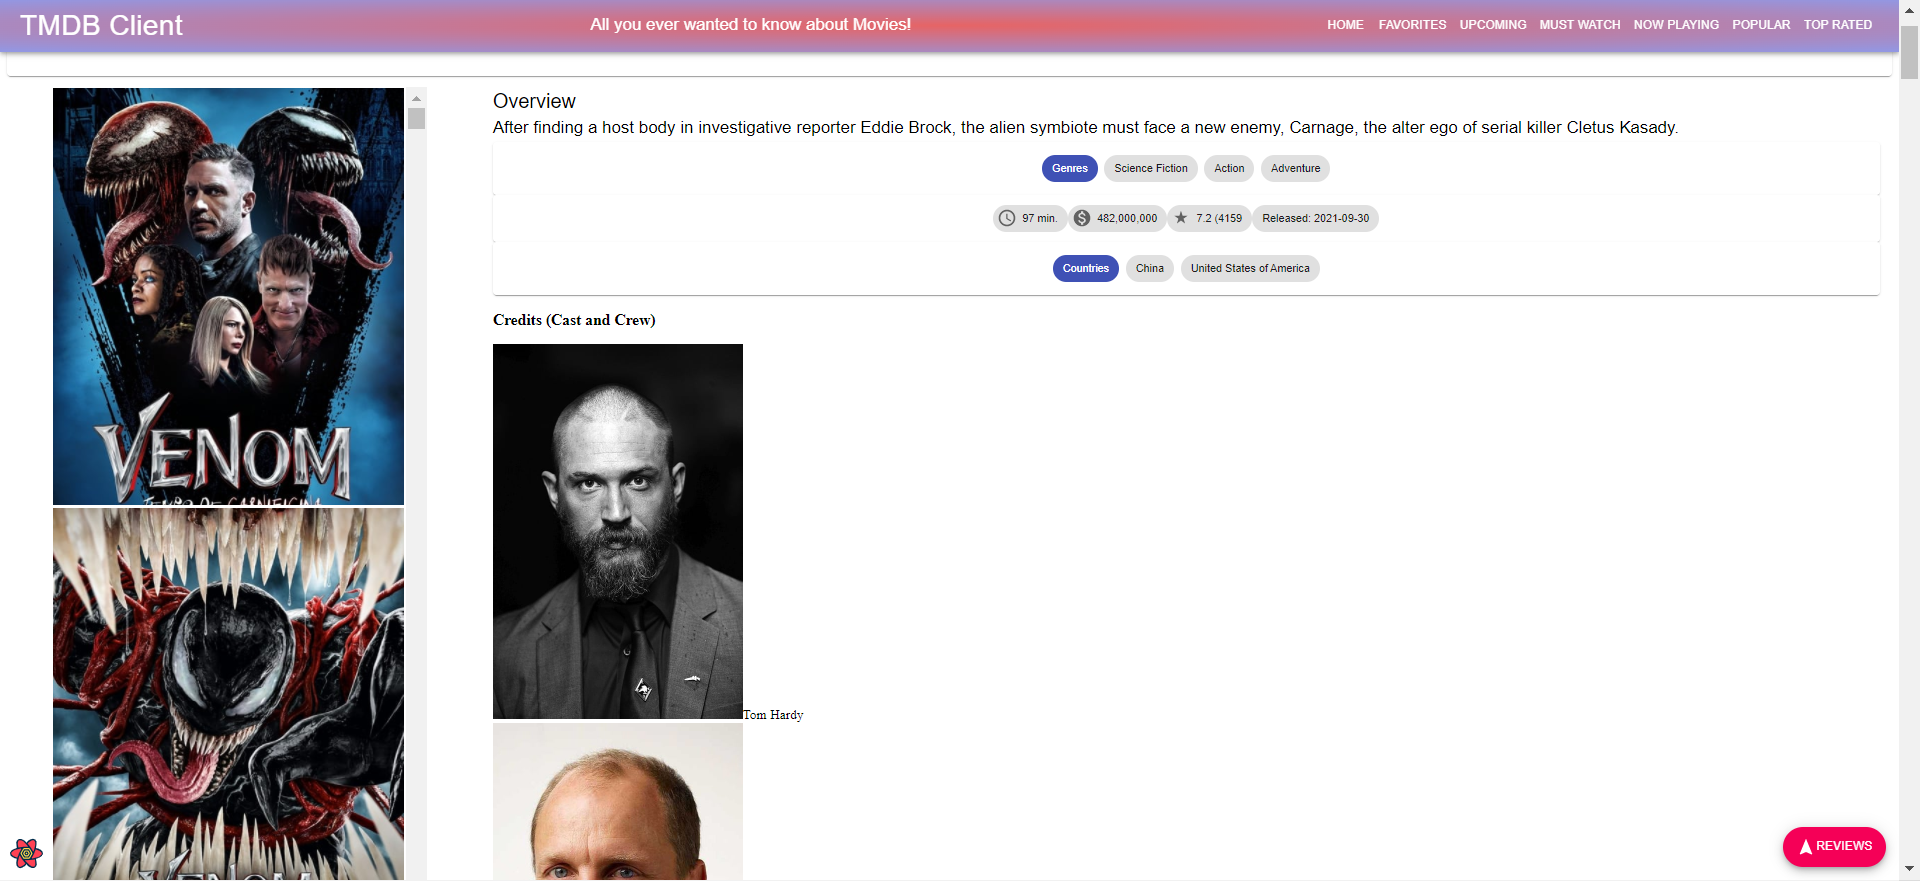 TMDB Client
All you ever wanted to know about Movies!
HOME FAVORITES UPCOMING MUST WATCH NOW PLAYING POPULAR TOP RATED
Overview
After finding a host body in investigative reporter Eddie Brock, the alien symbiote must face a new enemy, Carnage, the alter ego of serial killer Cletus Kasady.
Genres Science Fiction Action Adventure
97 min. 482,000,000 7.2 (4159 Released: 2021-09-30
Countries China United States of America
Credits (Cast and Crew)
Tom Hardy
VENOM
TEMPO DE CARNIFICINA
VENOM
REVIEWS